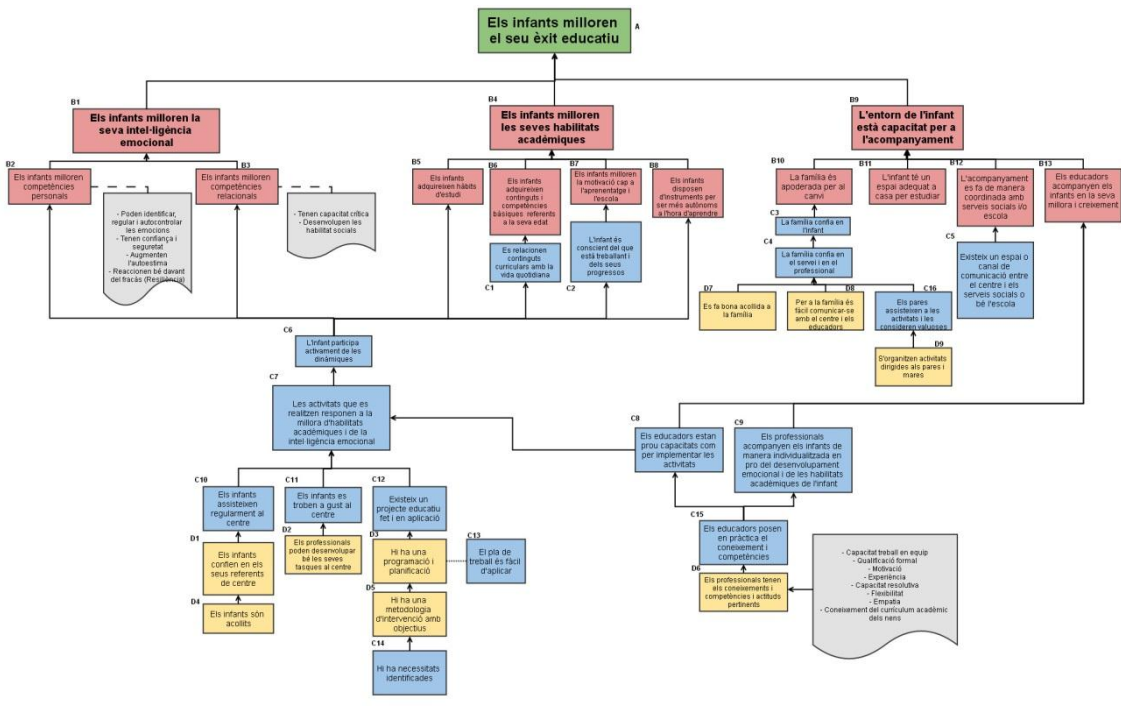 Els infants milloren
el seu èxit educatiu
A
B1
Els infants milloren la
seva intel·ligència
emocional
B4
Els infants milloren
les seves habilitats
acadèmiques
B9
L'entorn de l'infant
està capacitat per a
l'acompanyament
B2
Els infants milloren
competències
personals
B3
Els infants milloren
competències
relacionals
- Poden identificar,
regular i autocontrolar
les emocions
- Tenen confiança i
seguretat
- Augmenten
l'autoestima
- Reaccionen bé davant
del fracàs (Resiliència)
- Tenen capacitat crítica
- Desenvolupen les
habilitat socials
B5
Els infants
adquireixen hàbits
d'estudi
B6
Els infants
adquireixen
continguts i
competències
bàsiques referents
a la seva edat
B7
Els infants milloren
la motivació cap a
l'aprenentatge i
l'escola
B8
Els infants
disposen
d'instruments per
ser més autònoms
a l'hora d'aprendre
Es relacionen
continguts
curriculars amb la
vida quotidiana
C1
L'infant és
conscient del que
està treballant i
dels seus
progressos
C2
B10
La família és
apoderada per al
canvi
B11
L'infant té un
espai adequat a
casa per estudiar
B12
L'acompanyament
es fa de manera
coordinada amb
serveis socials i/o
escola
B13
Els educadors
acompanyen els
infants en la seva
millora i creixement
C3
La família confia en
l'infant
C4
La família confia en
el servei i en el
professional
C5
Existeix un espai o
canal de
comunicació entre
el centre i els
serveis socials o
bé l'escola
D7
Es fa bona acollida a
la família
D8
Per a la família és
fàcil comunicar-se
amb el centre i els
educadors
C16
Els pares
assisteixen a les
activitats i les
consideren valuoses
D9
S'organitzen activitats
dirigides als pares i
mares
C6
L'infant participa
activament de les
dinàmiques
C7
Les activitats que es
realitzen responen a la
millora d'habilitats
acadèmiques i de la
intel ligència emocional
C8
Els educadors estan
prou capacitats com
per implementar les
activitats
C9
Els professionals
acompanyen els infants de
manera individualitzada en
pro del desenvolupament
emocional i de les habilitats
acadèmiques de l'infant
C10
Els infants
assisteixen
regularment al
centre
C11
Els infants es
troben a gust al
centre
C12
Existeix un
projecte educatiu
fet i en aplicació
C13
El pla de
treball és fàcil
d'aplicar
D1
Els infants
confien en els
seus referents
de centre
D2
Els professionals
poden desenvolupar
bé les seves
tasques al centre
D3
Hi ha una
programació i
planificació
D4
Els infants són
acollits
D5
Hi ha una
metodologia
d'intervenció amb
objectius
C14
Hi ha necessitats
identificades
C15
Els educadors posen
en pràctica el
coneixement i
competències
D6
Els professionals tenen
els coneixements i
competències i actituds
pertinents
- Capacitat treball en equip
- Qualificació formal
- Motivació
- Experiència
- Capacitat resolutiva
- Flexibilitat
- Empatia
- Coneixement del currículum acadèmic
dels nens